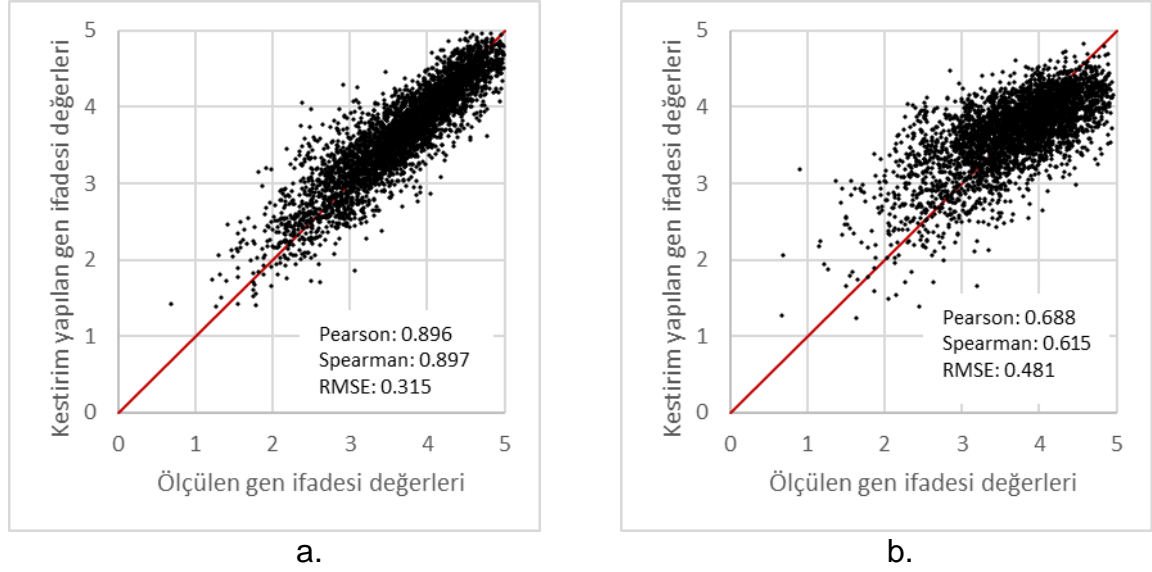 Kestirim yapılan gen ifadesi değerleri
5
4
3
2
1
0
Pearson: 0.896
Spearman: 0.897
RMSE: 0.315
0 1 2 3 4 5
Ölçülen gen ifadesi değerleri
a.
Kestirim yapılan gen ifadesi değerleri
5
4
3
2
1
0
Pearson: 0.688
Spearman: 0.615
RMSE: 0.481
0 1 2 3 4 5
Ölçülen gen ifadesi değerleri
b.